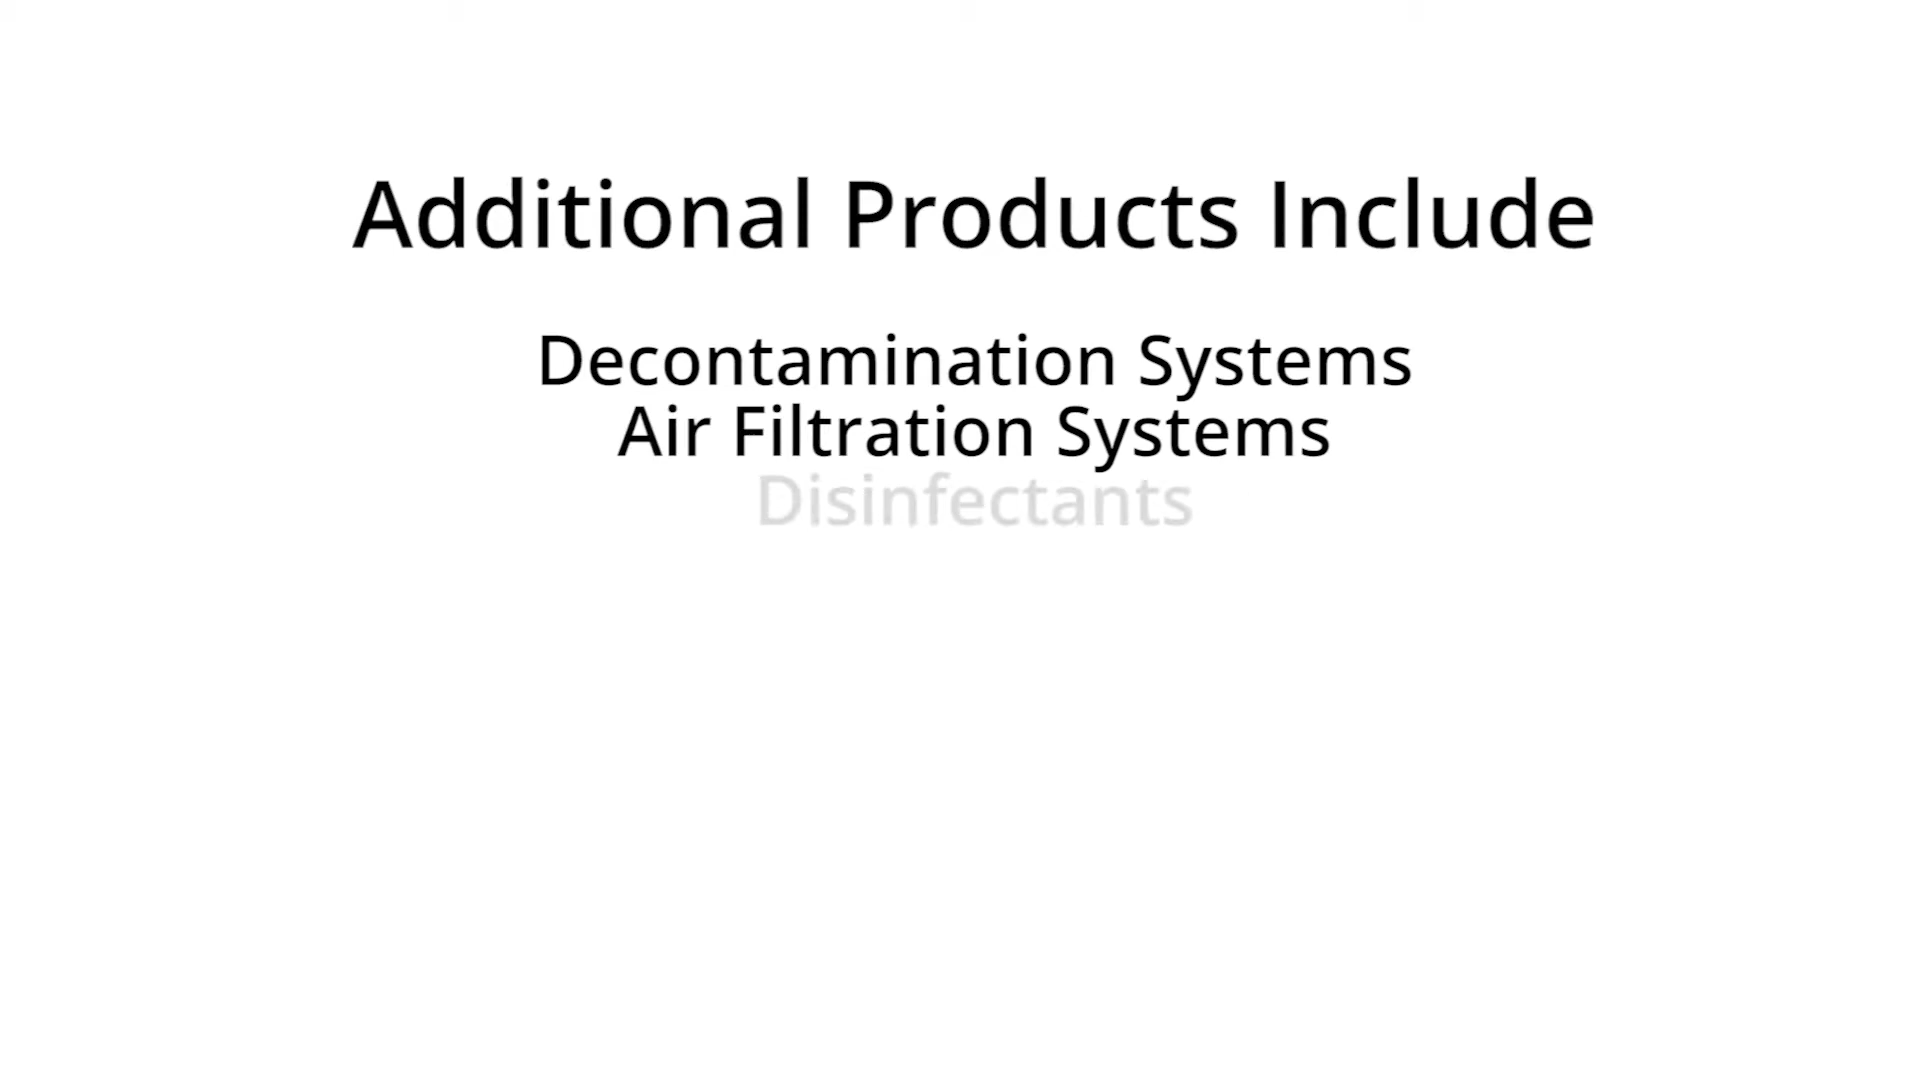 Additional Products Include
Decontamination Systems
Air Filtration Systems
Disinfectants